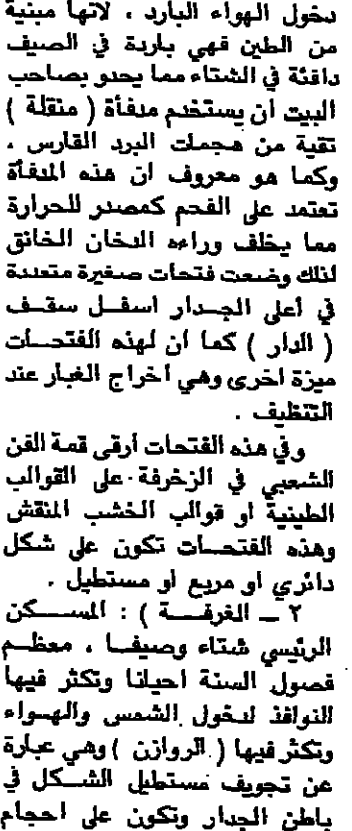 دخول الهواء البارد ، لانها مبنية
من الطين فهي باردة في الصيف
دافئة في الشتاء مما يحدو بصاحب
البيت ان يستخدم مدفأة ( منقلة )
تقية من هجمات البرد القارس .
وكما هو معروف ان هذه المدفأة
تعتمد على الفحم كمصدر للحرارة
مما يخلف وراءه الدخان الخانق
لذلك وضعت فتحات صغيرة متعددة
في أعلى الجدار اسفل سقف
( الدار ) كما ان لهذه الفتحات
ميزة اخرى وهي اخراج الغبار عند
التنظيف .
وفي هذه الفتحات أرقى قمة الفن
الشعبي في الزخرفة على القوالب
الطينية او قوالب الخشب المنقش
وهذه الفتحات تكون على شكل
دائري او مربع او مستطيل .
٢ ــ الغرفة ) : المسكن
الرئيسي شتاء وصيفا ، معظم
فصول السنة احيانا وتكثر فيها
النوافذ لدخول الشمس والهواء
وتكثر فيها ( الروازن ) وهي عبارة
عن تجويف مستطيل الشكل في
باطن الجدار وتكون على احجام